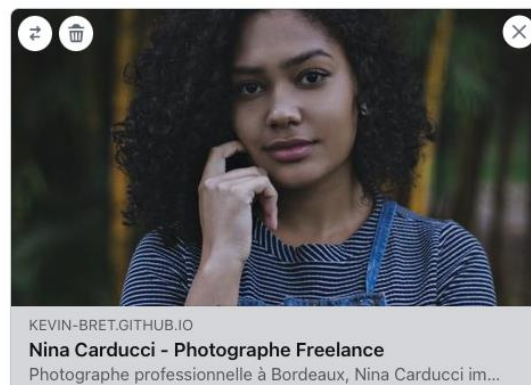 KEVIN-BRET.GITHUB.IO
Nina Carducci - Photographe Freelance
Photographe professionnelle à Bordeaux, Nina Carducci im...